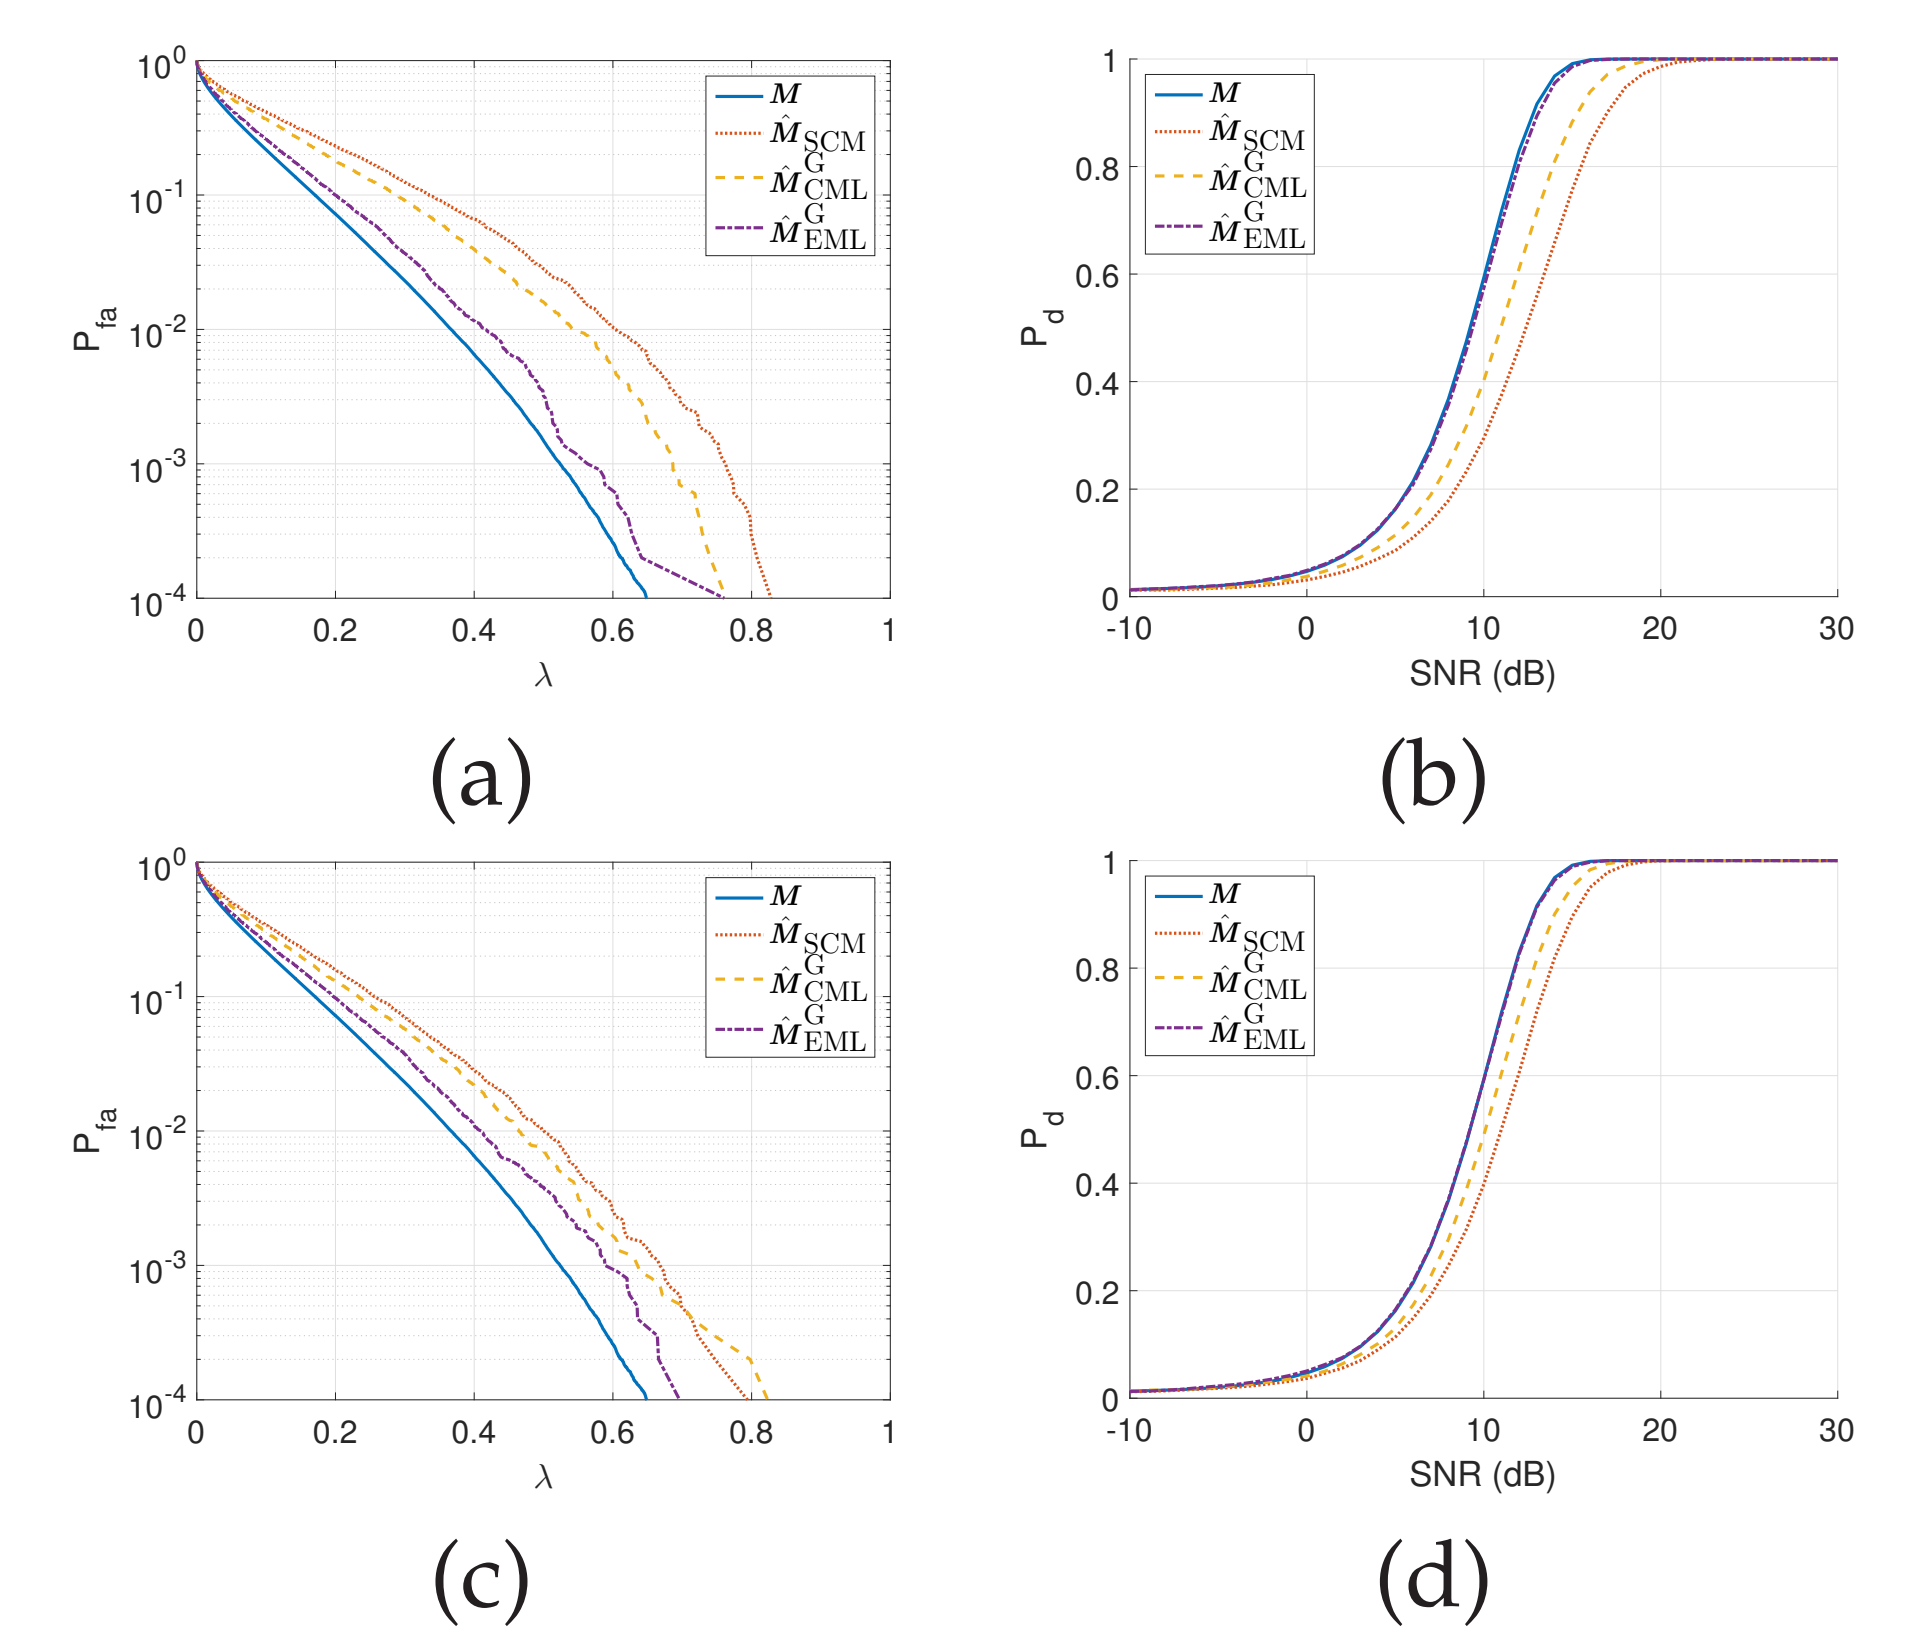 10^0
10^-1
10^-2
10^-3
10^-4
P_fa
0 0.2 0.4 0.6 0.8 1
λ
M
M̂_SCM
M̂^G_CML
M̂^G_EML
(a)
1
0.8
0.6
0.4
0.2
0
P_d
-10 0 10 20 30
SNR (dB)
M
M̂_SCM
M̂^G_CML
M̂^G_EML
(b)
10^0
10^-1
10^-2
10^-3
10^-4
P_fa
0 0.2 0.4 0.6 0.8 1
λ
M
M̂_SCM
M̂^G_CML
M̂^G_EML
(c)
1
0.8
0.6
0.4
0.2
0
P_d
-10 0 10 20 30
SNR (dB)
M
M̂_SCM
M̂^G_CML
M̂^G_EML
(d)